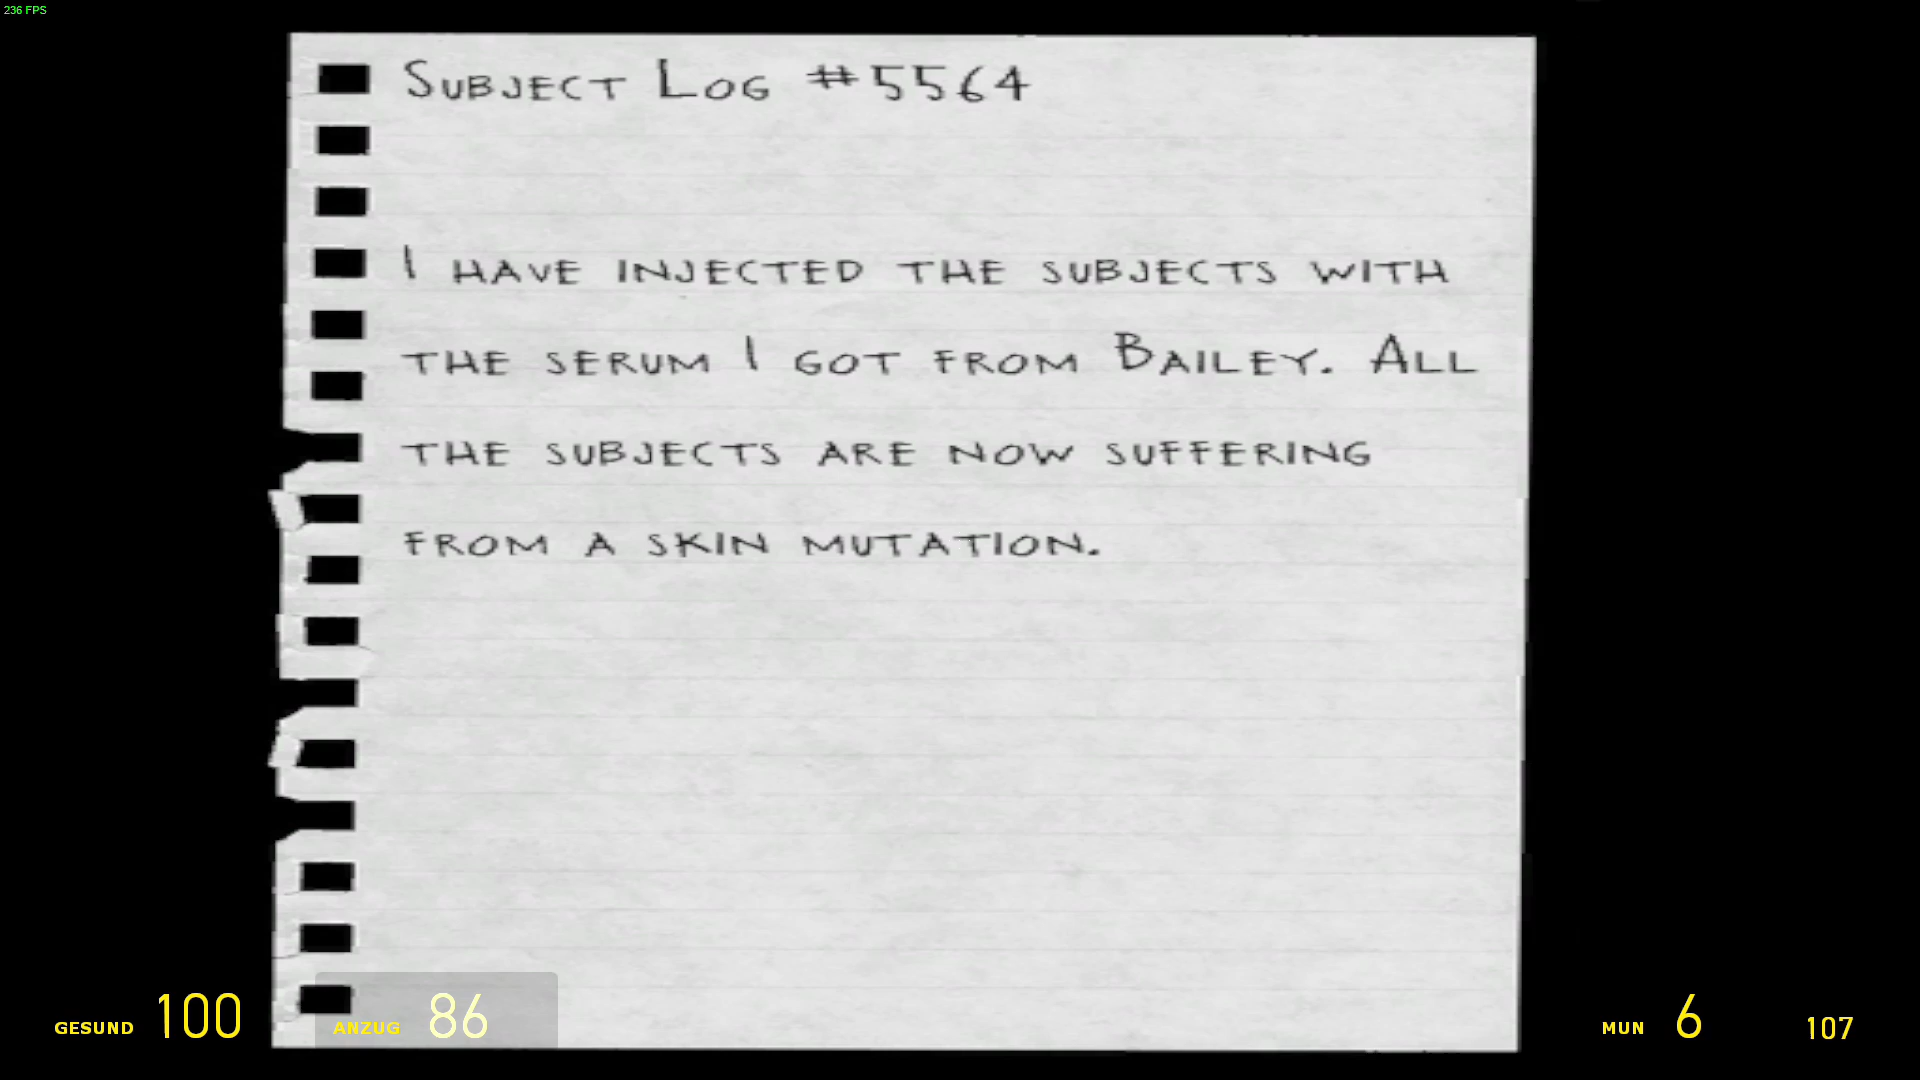 236 FPS
Subject Log #5564
I have injected the subjects with
the serum I got from Bailey. All
the subjects are now suffering
from a skin mutation.
GESUND 100 ANZUG 86 MUN 6 107